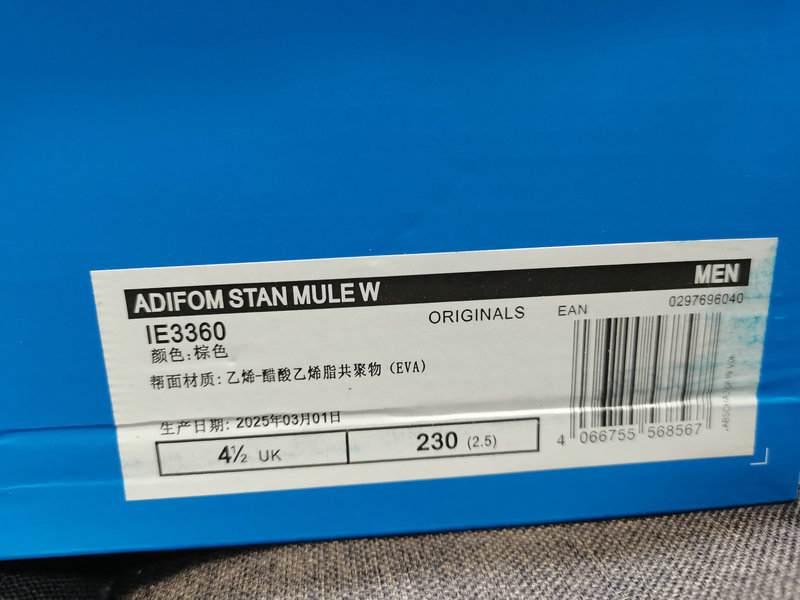 ADIFOM STAN MULE W MEN
0297696040
IE3360 ORIGINALS EAN
颜色:棕色
帮面材质: 乙烯-醋酸乙烯脂共聚物 (EVA)
生产日期: 2025年03月01日
4½ UK 230 (2.5)
4 066755 568567